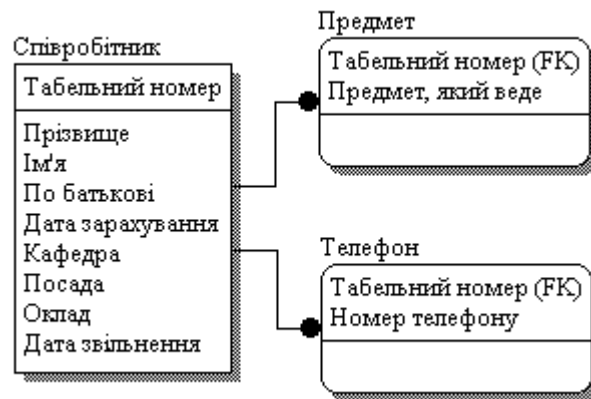 Співробітник
Табельний номер
Прізвище
Ім'я
По батькові
Дата зарахування
Кафедра
Посада
Оклад
Дата звільнення
Предмет
Табельний номер (FK)
Предмет, який веде
Телефон
Табельний номер (FK)
Номер телефону